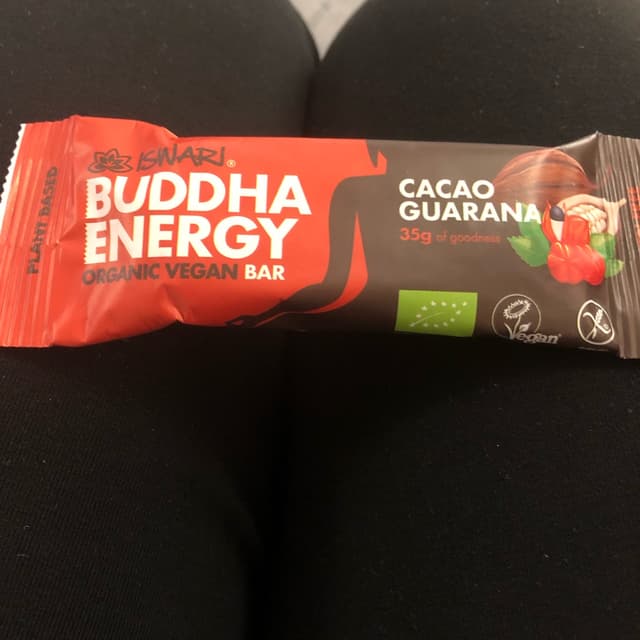 PLANT BASED
ISWARI®
BUDDHA
ENERGY
ORGANIC VEGAN BAR
CACAO
GUARANA
35g of goodness
Vegan